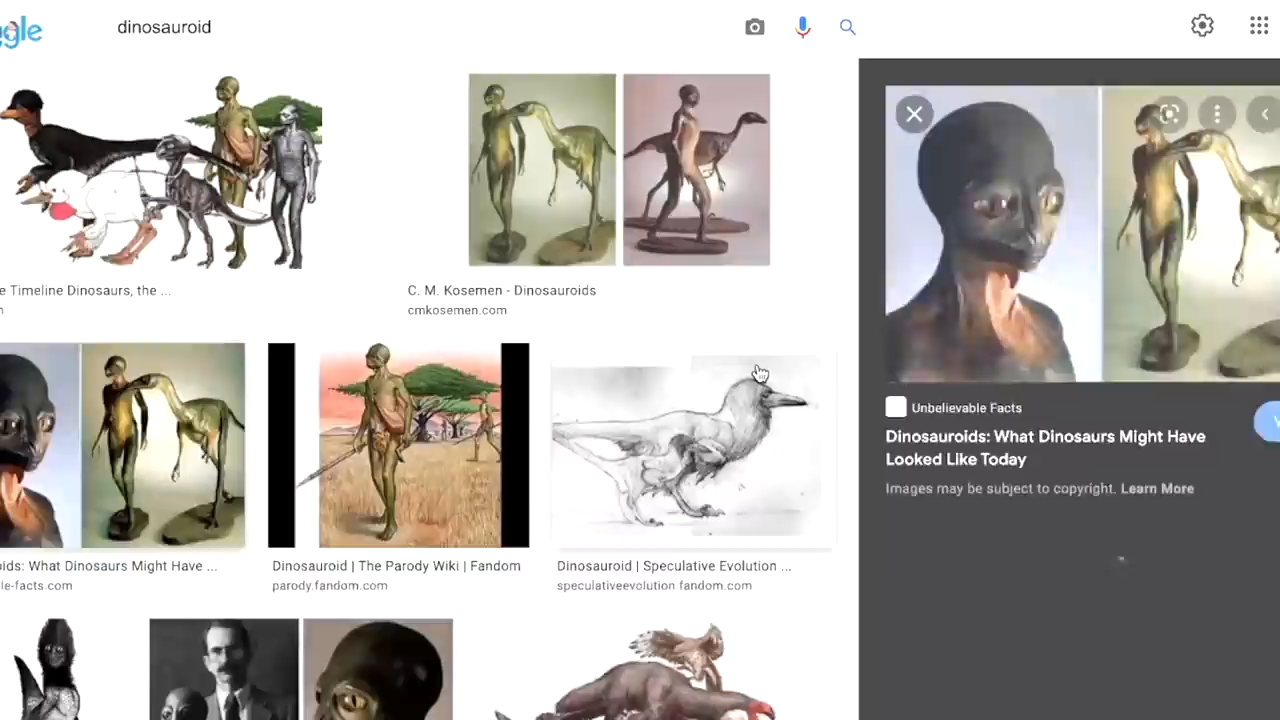 gle
dinosauroid
e Timeline Dinosaurs, the ...
C. M. Kosemen - Dinosauroids
cmkosemen.com
Unbelievable Facts
Dinosauroids: What Dinosaurs Might Have
Looked Like Today
Images may be subject to copyright. Learn More
oids: What Dinosaurs Might Have ...
le-facts.com
Dinosauroid | The Parody Wiki | Fandom
parody.fandom.com
Dinosauroid | Speculative Evolution ...
speculativeevolution.fandom.com